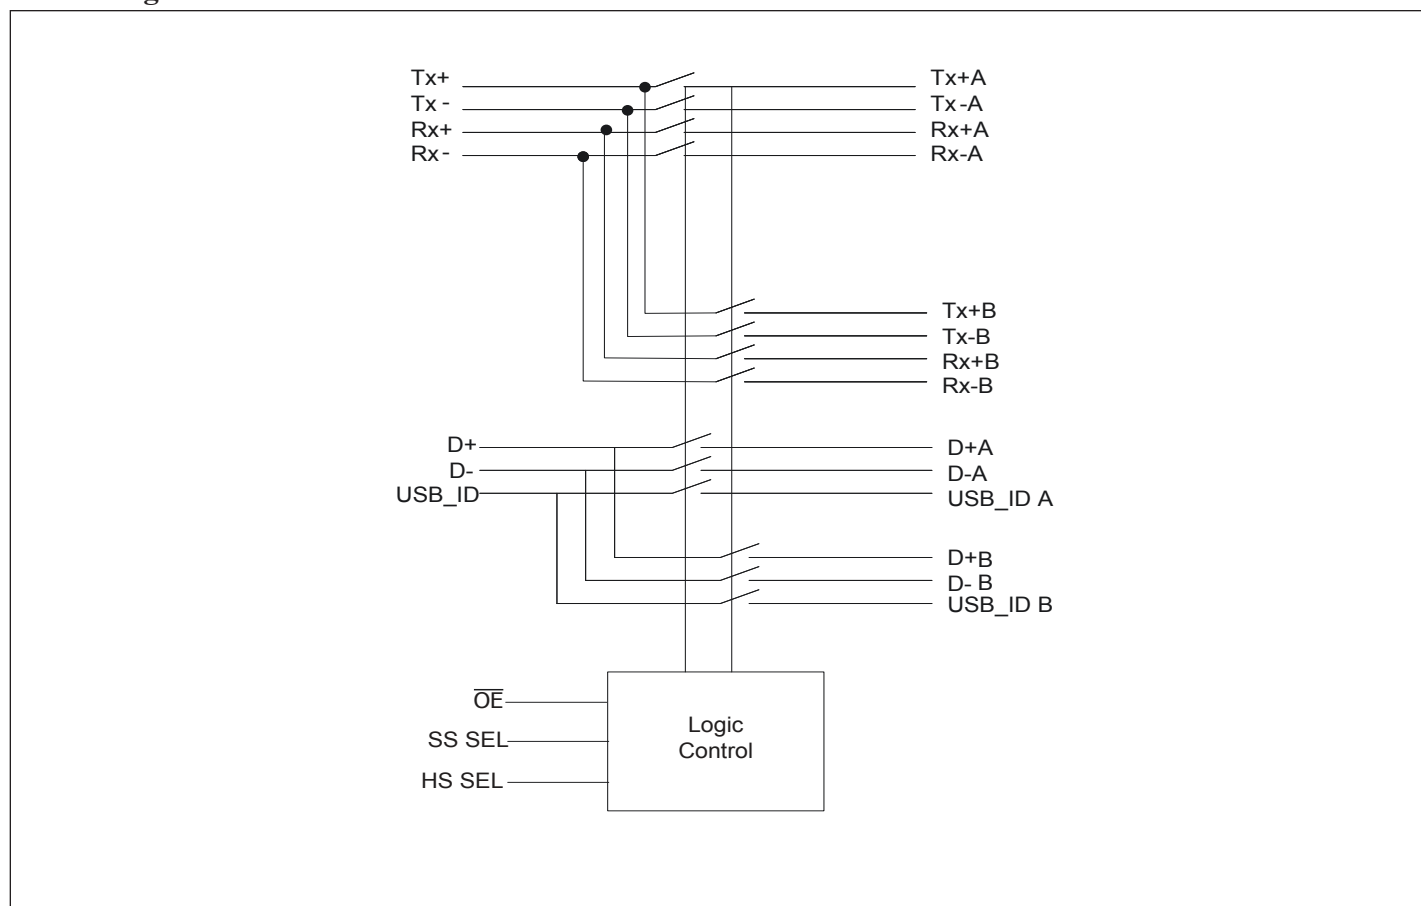 Tx+
Tx+A
Tx -
Tx -A
Rx+
Rx+A
Rx -
Rx-A
Tx+B
Tx-B
Rx+B
Rx-B
D+
D+A
D-
D-A
USB_ID
USB_ID A
D+B
D- B
USB_ID B
O̅E̅
SS SEL
HS SEL
Logic
Control